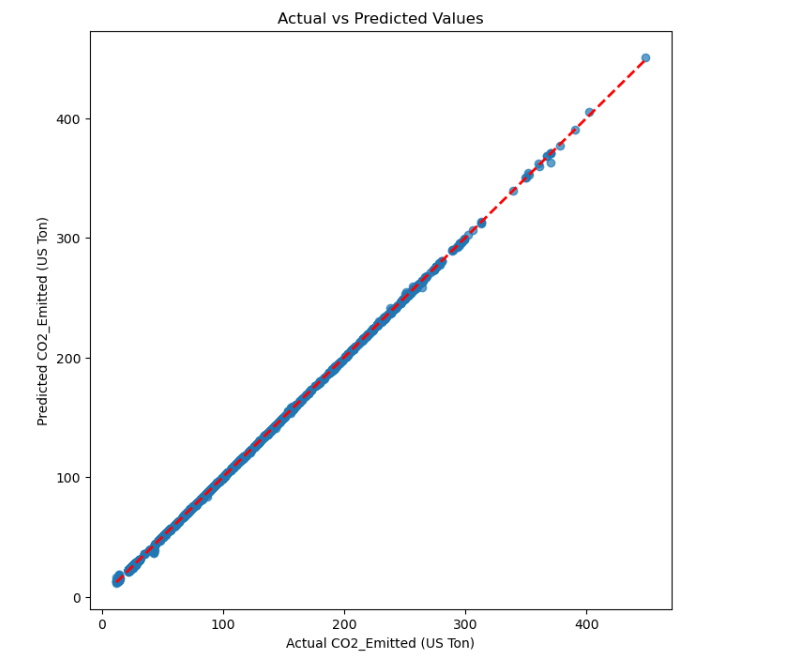 Actual vs Predicted Values
Predicted CO2_Emitted (US Ton)
400
300
200
100
0
0 100 200 300 400
Actual CO2_Emitted (US Ton)